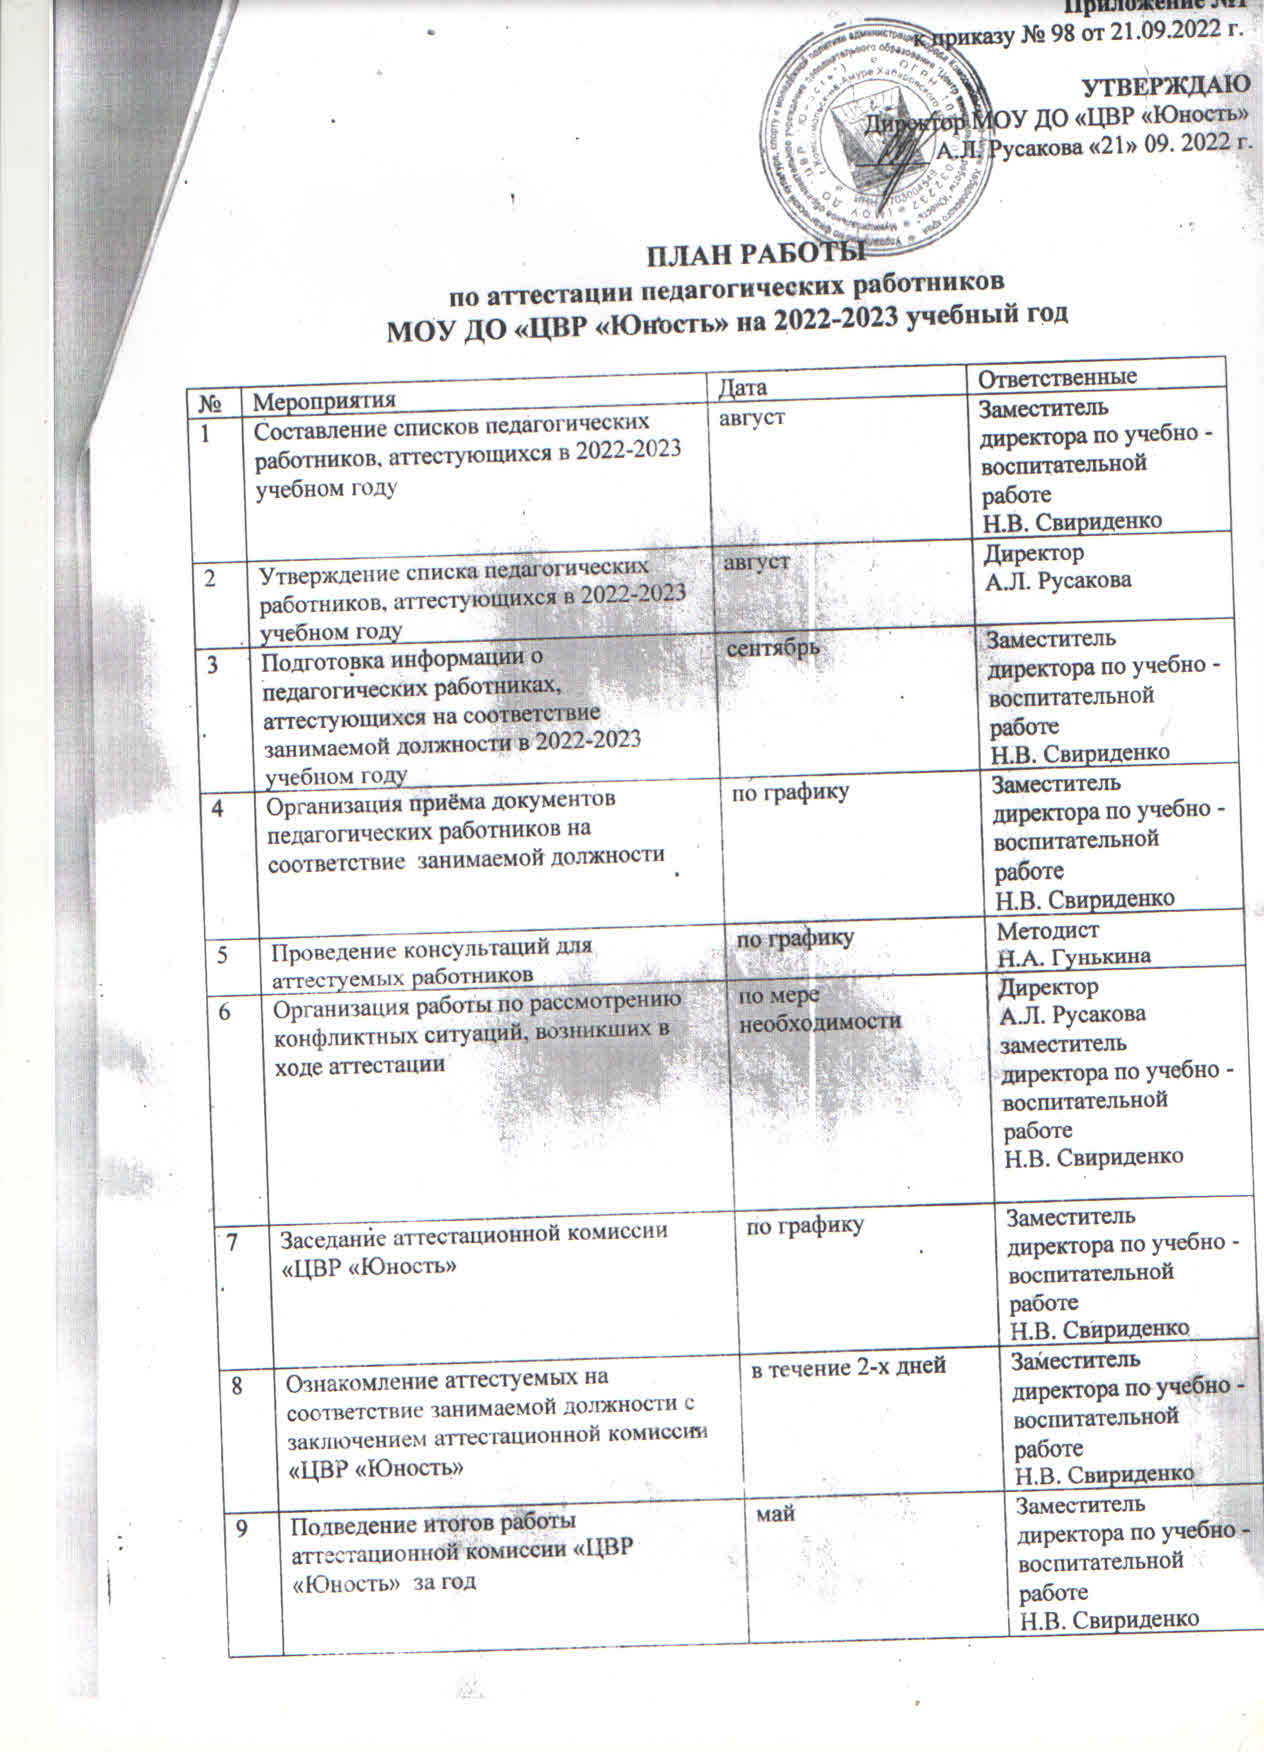 Приложение №1
к приказу № 98 от 21.09.2022 г.
УТВЕРЖДАЮ
Директор МОУ ДО «ЦВР «Юность»
А.Л. Русакова «21» 09. 2022 г.
ПЛАН РАБОТЫ
по аттестации педагогических работников
МОУ ДО «ЦВР «Юность» на 2022-2023 учебный год
№ Мероприятия Дата Ответственные
1 Составление списков педагогических
работников, аттестующихся в 2022-2023
учебном году
август
Заместитель
директора по учебно -
воспитательной
работе
Н.В. Свириденко
2 Утверждение списка педагогических
работников, аттестующихся в 2022-2023
учебном году
август
Директор
А.Л. Русакова
3 Подготовка информации о
педагогических работниках,
аттестующихся на соответствие
занимаемой должности в 2022-2023
учебном году
сентябрь
Заместитель
директора по учебно -
воспитательной
работе
Н.В. Свириденко
4 Организация приёма документов
педагогических работников на
соответствие занимаемой должности
по графику
Заместитель
директора по учебно -
воспитательной
работе
Н.В. Свириденко
5 Проведение консультаций для
аттестуемых работников
по графику
Методист
Н.А. Гунькина
6 Организация работы по рассмотрению
конфликтных ситуаций, возникших в
ходе аттестации
по мере
необходимости
Директор
А.Л. Русакова
заместитель
директора по учебно -
воспитательной
работе
Н.В. Свириденко
7 Заседание аттестационной комиссии
«ЦВР «Юность»
по графику
Заместитель
директора по учебно -
воспитательной
работе
Н.В. Свириденко
8 Ознакомление аттестуемых на
соответствие занимаемой должности с
заключением аттестационной комиссии
«ЦВР «Юность»
в течение 2-х дней
Заместитель
директора по учебно -
воспитательной
работе
Н.В. Свириденко
9 Подведение итогов работы
аттестационной комиссии «ЦВР
«Юность» за год
май
Заместитель
директора по учебно -
воспитательной
работе
Н.В. Свириденко